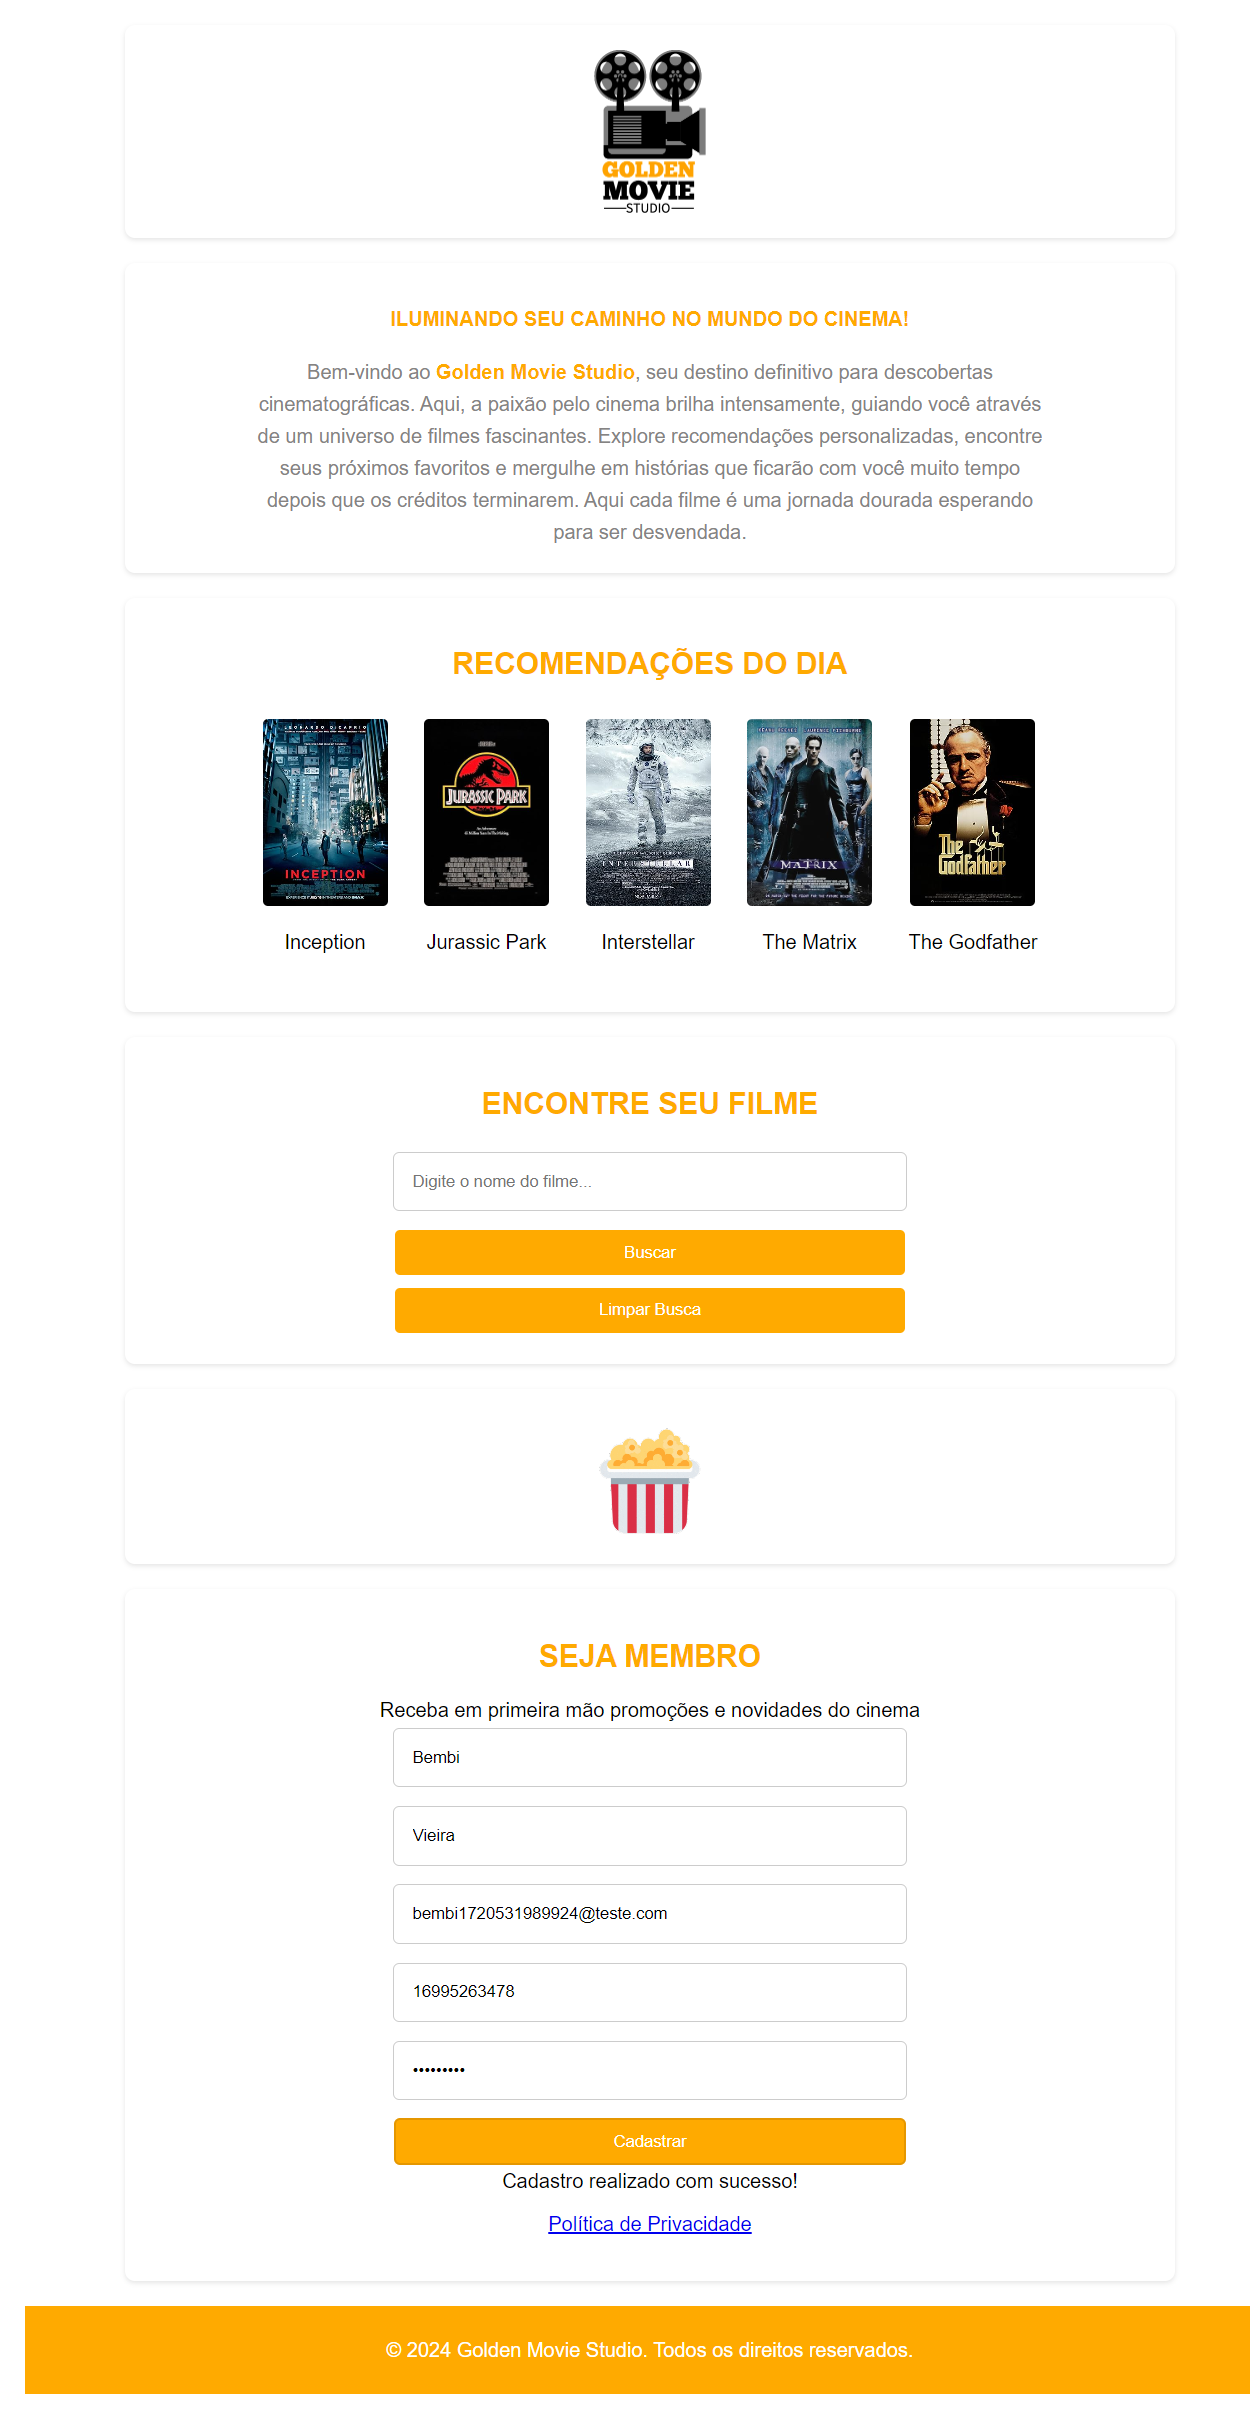 GOLDEN
MOVIE
STUDIO
ILUMINANDO SEU CAMINHO NO MUNDO DO CINEMA!
Bem-vindo ao Golden Movie Studio, seu destino definitivo para descobertas
cinematográficas. Aqui, a paixão pelo cinema brilha intensamente, guiando você através
de um universo de filmes fascinantes. Explore recomendações personalizadas, encontre
seus próximos favoritos e mergulhe em histórias que ficarão com você muito tempo
depois que os créditos terminarem. Aqui cada filme é uma jornada dourada esperando
para ser desvendada.
RECOMENDAÇÕES DO DIA
LEONARDO DICAPRIO
INCEPTION
JURASSIC PARK
INTERSTELLAR
KEANU REEVES LAURENCE FISHBURNE
MATRIX
The
Godfather
Inception
Jurassic Park
Interstellar
The Matrix
The Godfather
ENCONTRE SEU FILME
Digite o nome do filme...
Buscar
Limpar Busca
SEJA MEMBRO
Receba em primeira mão promoções e novidades do cinema
Bembi
Vieira
bembi1720531989924@teste.com
16995263478
•••••••••
Cadastrar
Cadastro realizado com sucesso!
Política de Privacidade
© 2024 Golden Movie Studio. Todos os direitos reservados.